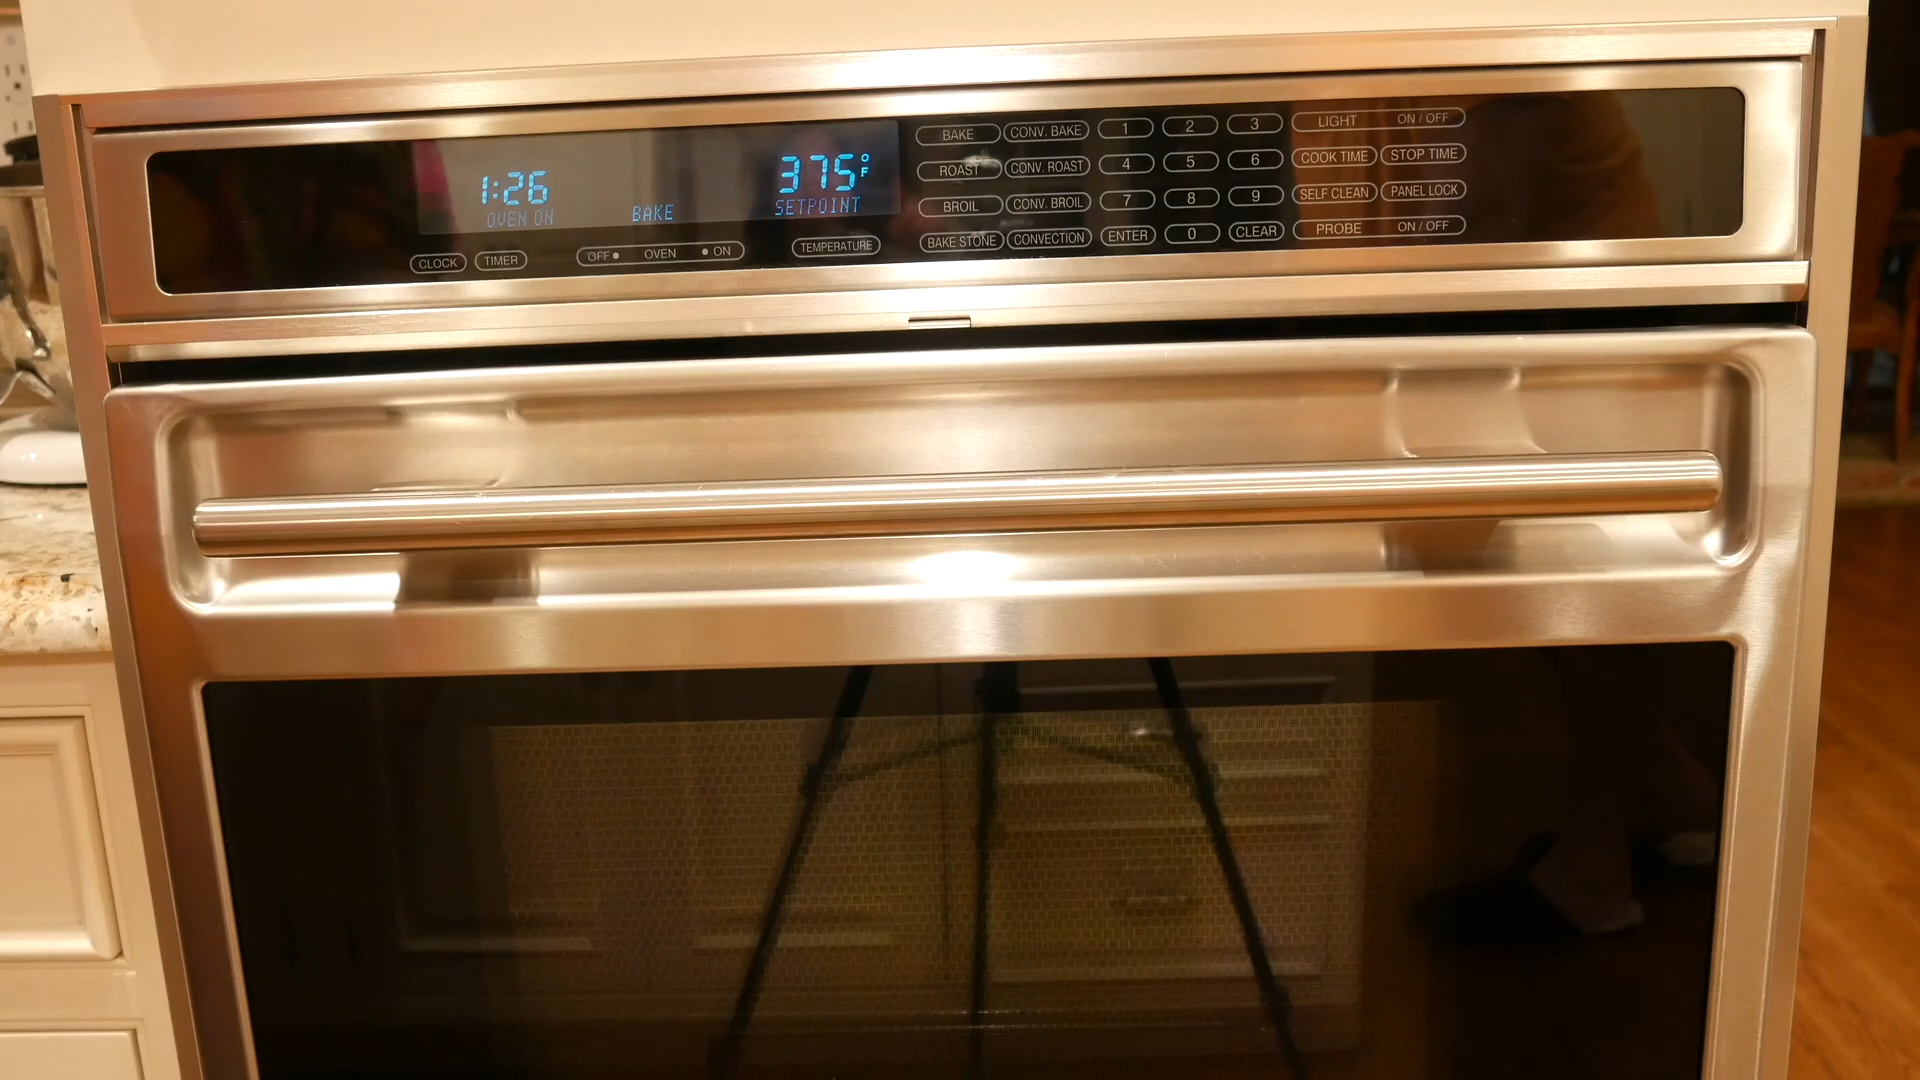 1:26 375°F
OVEN ON BAKE SETPOINT
CLOCK TIMER OFF • OVEN • ON TEMPERATURE
BAKE CONV. BAKE 1 2 3 LIGHT ON / OFF
ROAST CONV. ROAST 4 5 6 COOK TIME STOP TIME
BROIL CONV. BROIL 7 8 9 SELF CLEAN PANEL LOCK
BAKE STONE CONVECTION ENTER 0 CLEAR PROBE ON / OFF